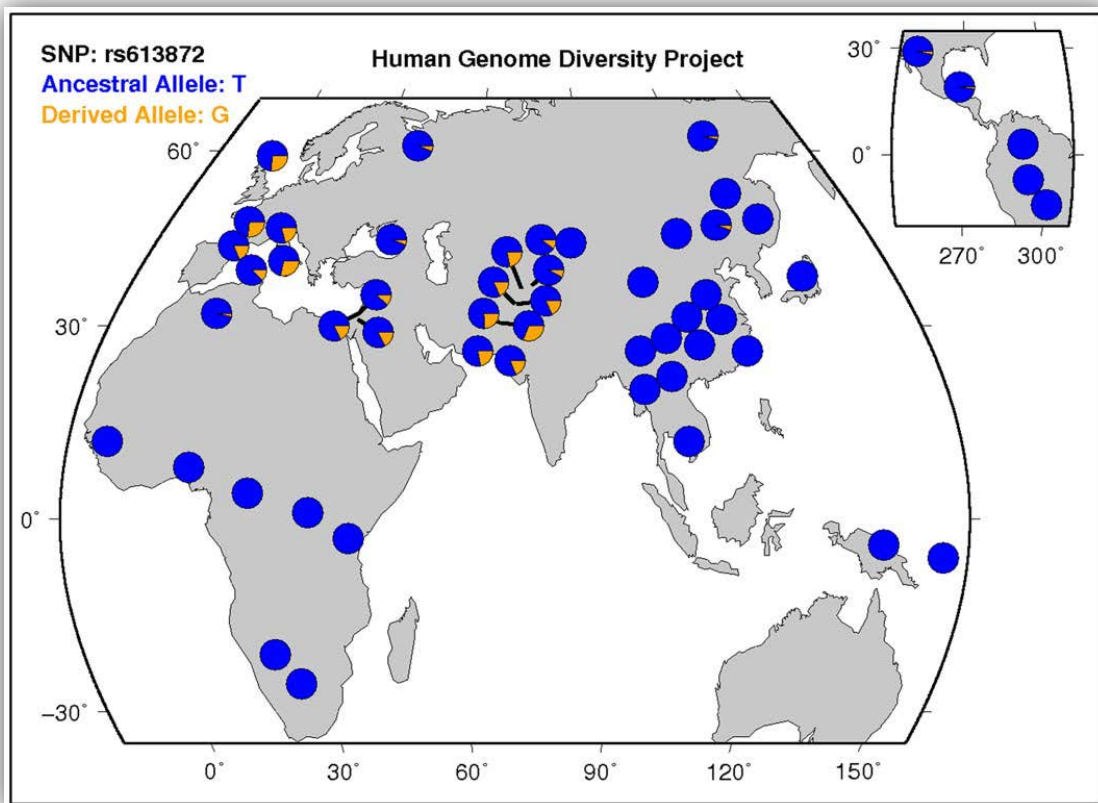 SNP: rs613872
Ancestral Allele: T
Derived Allele: G
Human Genome Diversity Project
30˚
0˚
270˚ 300˚
60˚
30˚
0˚
−30˚
0˚ 30˚ 60˚ 90˚ 120˚ 150˚